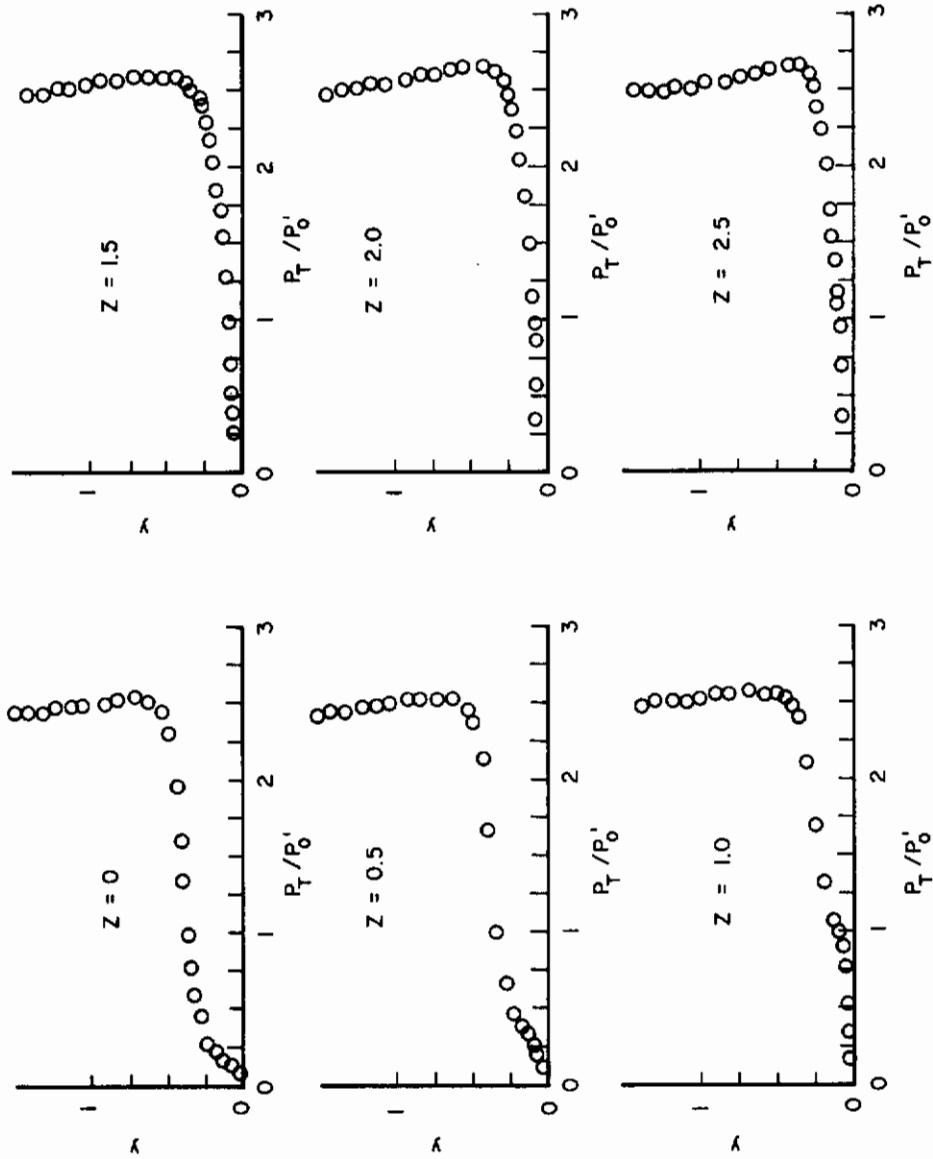 y
1
Z = 0
0
0 1 2 3
P_T/P_0'
y
1
Z = 1.5
0
0 1 2 3
P_T/P_0'
y
1
Z = 0.5
0
0 1 2 3
P_T/P_0'
y
1
Z = 2.0
0
0 1 2 3
P_T/P_0'
y
1
Z = 1.0
0
0 1 2 3
P_T/P_0'
y
1
Z = 2.5
0
0 1 2 3
P_T/P_0'